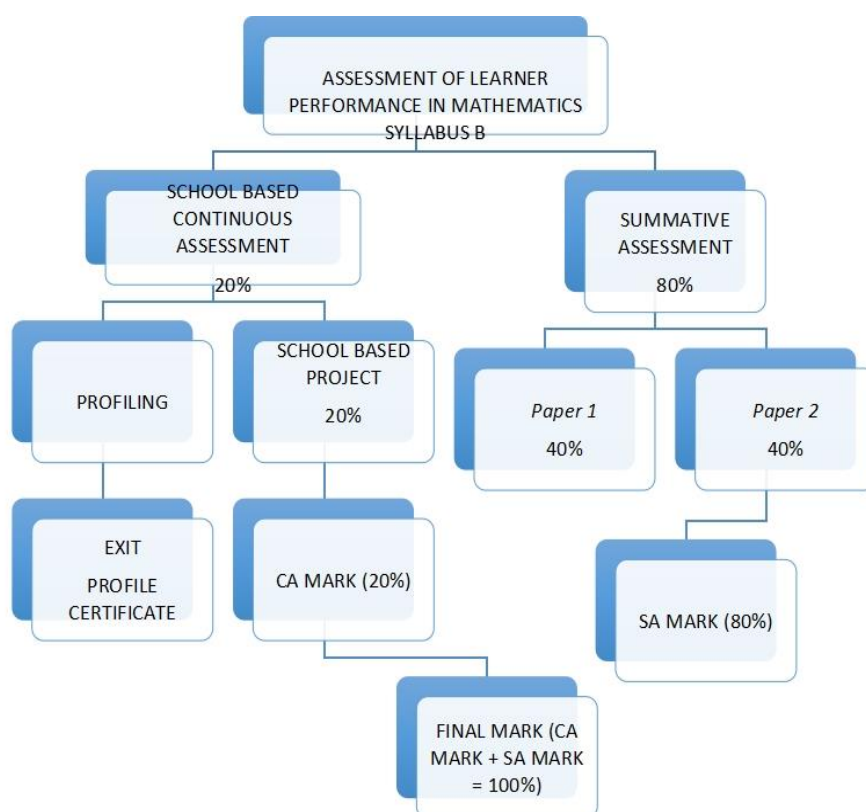 ASSESSMENT OF LEARNER
PERFORMANCE IN MATHEMATICS
SYLLABUS B
SCHOOL BASED
CONTINUOUS
ASSESSMENT
20%
SUMMATIVE
ASSESSMENT
80%
PROFILING
SCHOOL BASED
PROJECT
20%
Paper 1
40%
Paper 2
40%
EXIT
PROFILE
CERTIFICATE
CA MARK (20%)
SA MARK (80%)
FINAL MARK (CA
MARK + SA MARK
= 100%)